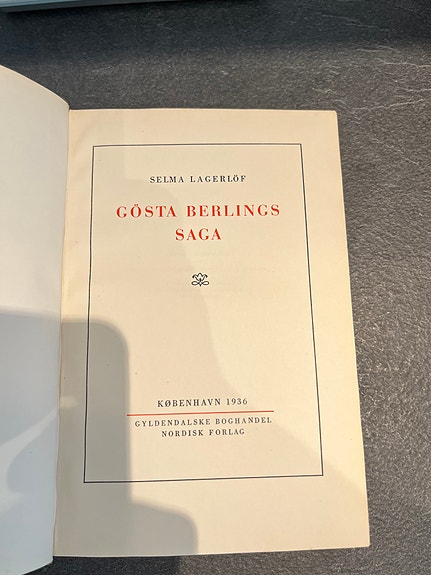 SELMA LAGERLÖF
GÖSTA BERLINGS
SAGA
KØBENHAVN 1936
GYLDENDALSKE BOGHANDEL
NORDISK FORLAG